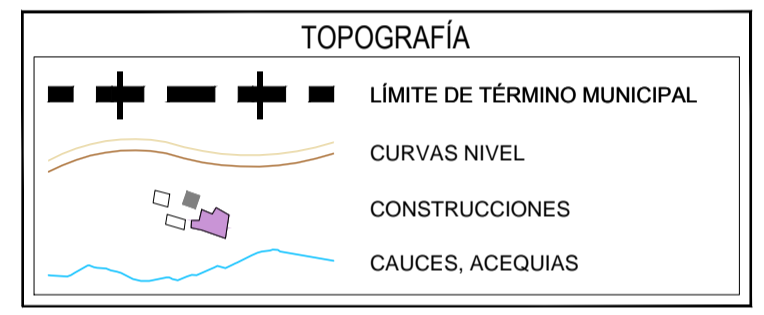 TOPOGRAFÍA
LÍMITE DE TÉRMINO MUNICIPAL
CURVAS NIVEL
CONSTRUCCIONES
CAUCES, ACEQUIAS